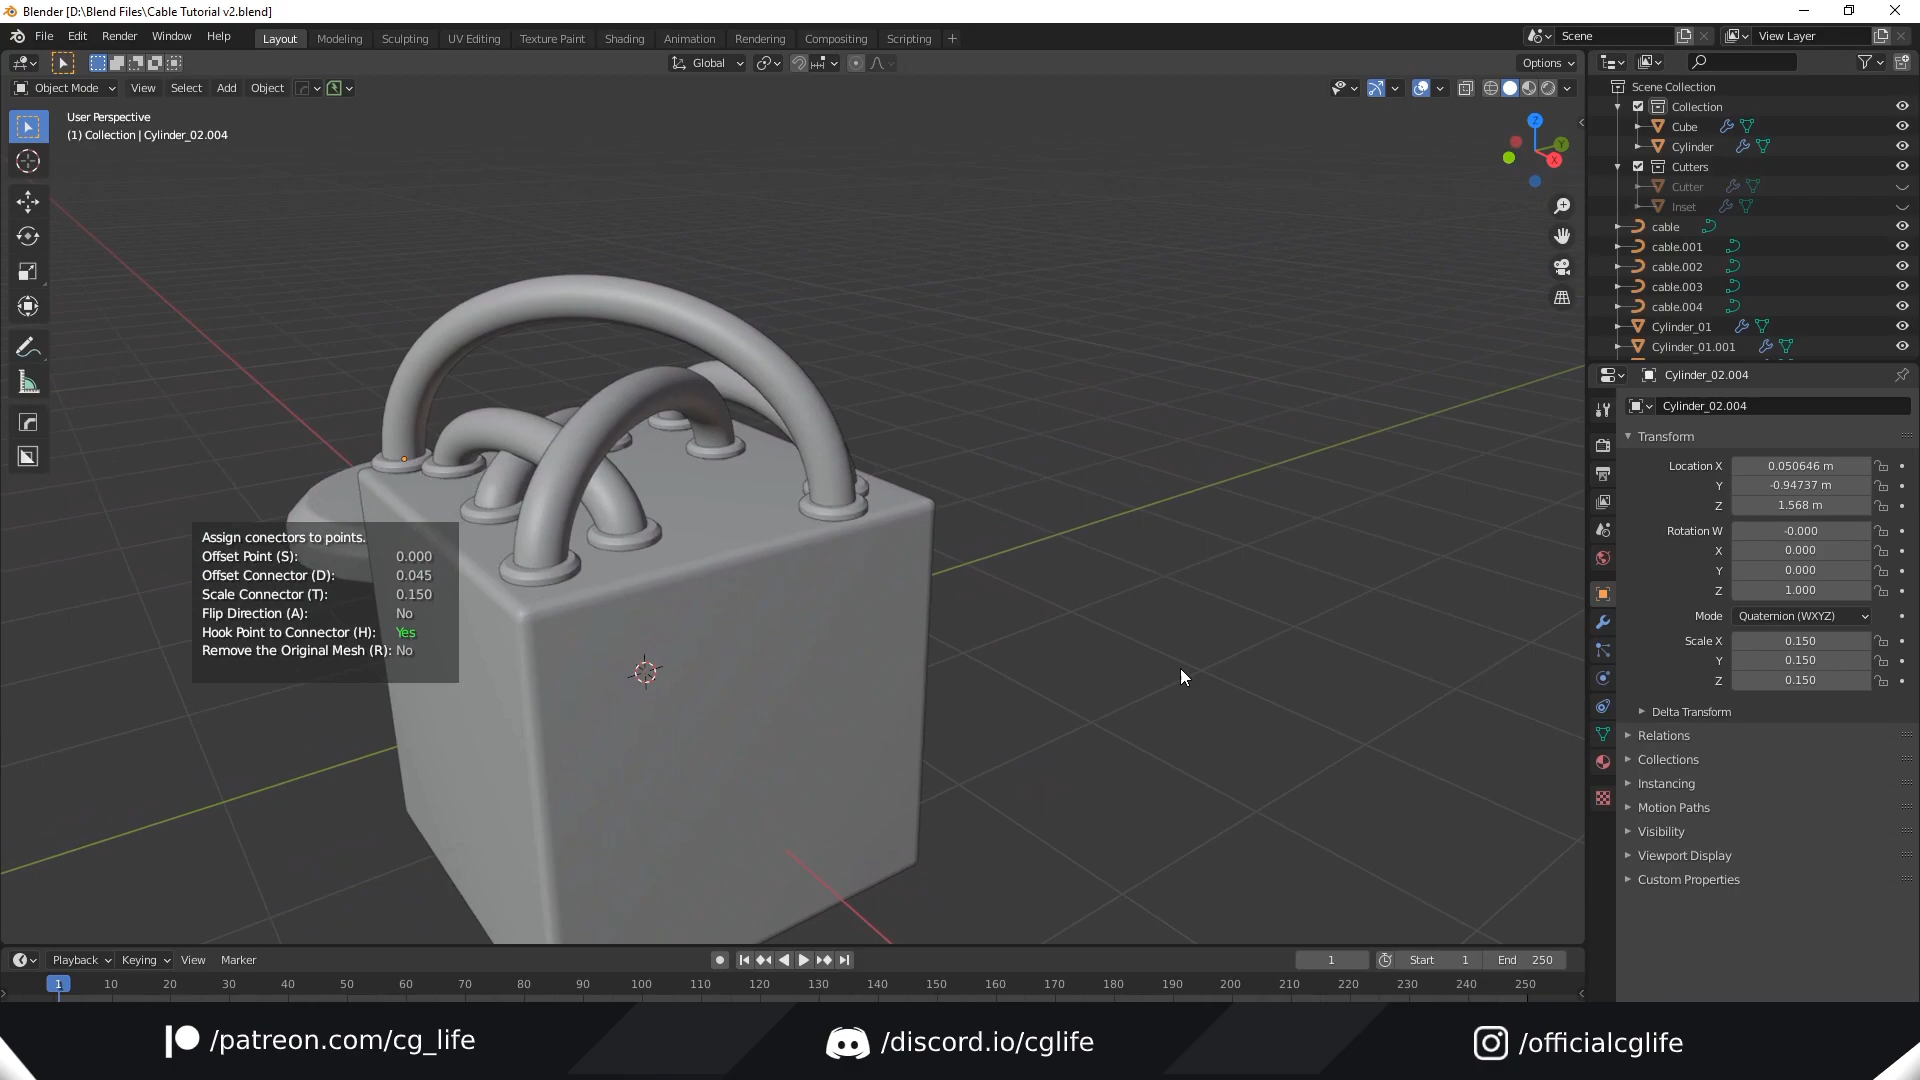 Blender [D:\Blend Files\Cable Tutorial v2.blend]
File Edit Render Window Help
Layout Modeling Sculpting UV Editing Texture Paint Shading Animation Rendering Compositing Scripting +
Scene
View Layer
Global
Options
Object Mode View Select Add Object
User Perspective
(1) Collection | Cylinder_02.004
Z
Y
X
Scene Collection
Collection
Cube
Cylinder
Cutters
Cutter
Inset
cable
cable.001
cable.002
cable.003
cable.004
Cylinder_01
Cylinder_01.001
Cylinder_02.004
Cylinder_02.004
Transform
Location X 0.050646 m
Y -0.94737 m
Z 1.568 m
Rotation W -0.000
X 0.000
Y 0.000
Z 1.000
Mode Quaternion (WXYZ)
Scale X 0.150
Y 0.150
Z 0.150
Delta Transform
Relations
Collections
Instancing
Motion Paths
Visibility
Viewport Display
Custom Properties
Assign conectors to points.
Offset Point (S): 0.000
Offset Connector (D): 0.045
Scale Connector (T): 0.150
Flip Direction (A): No
Hook Point to Connector (H): Yes
Remove the Original Mesh (R): No
Playback Keying View Marker
1 Start 1 End 250
1 10 20 30 40 50 60 70 80 90 100 110 120 130 140 150 160 170 180 190 200 210 220 230 240 250
/patreon.com/cg_life
/discord.io/cglife
/officialcglife